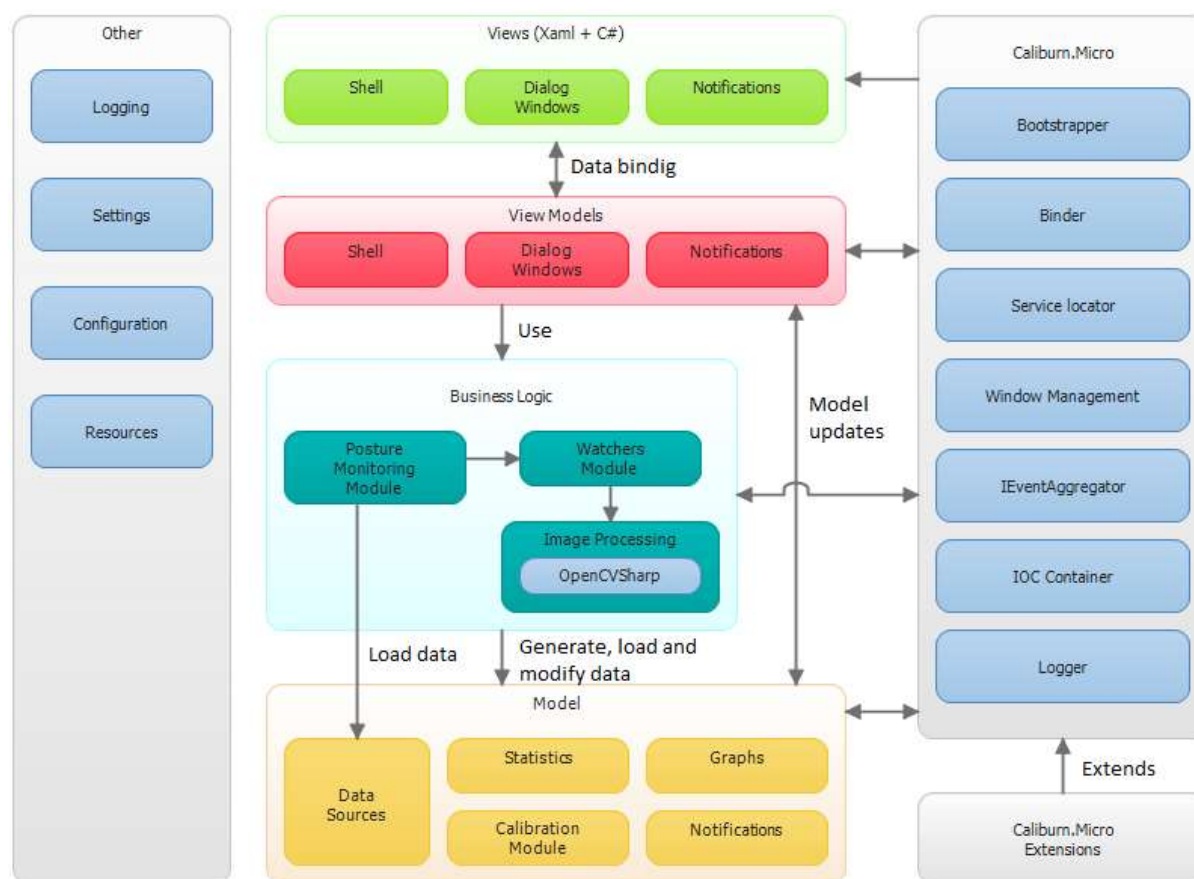 Other
Logging
Settings
Configuration
Resources
Views (Xaml + C#)
Shell
Dialog
Windows
Notifications
Data bindig
View Models
Shell
Dialog
Windows
Notifications
Use
Business Logic
Posture
Monitoring
Module
Watchers
Module
Image Processing
OpenCVSharp
Model
updates
Load data
Generate, load and
modify data
Model
Data
Sources
Statistics
Graphs
Calibration
Module
Notifications
Caliburn.Micro
Bootstrapper
Binder
Service locator
Window Management
IEventAggregator
IOC Container
Logger
Extends
Caliburn.Micro
Extensions